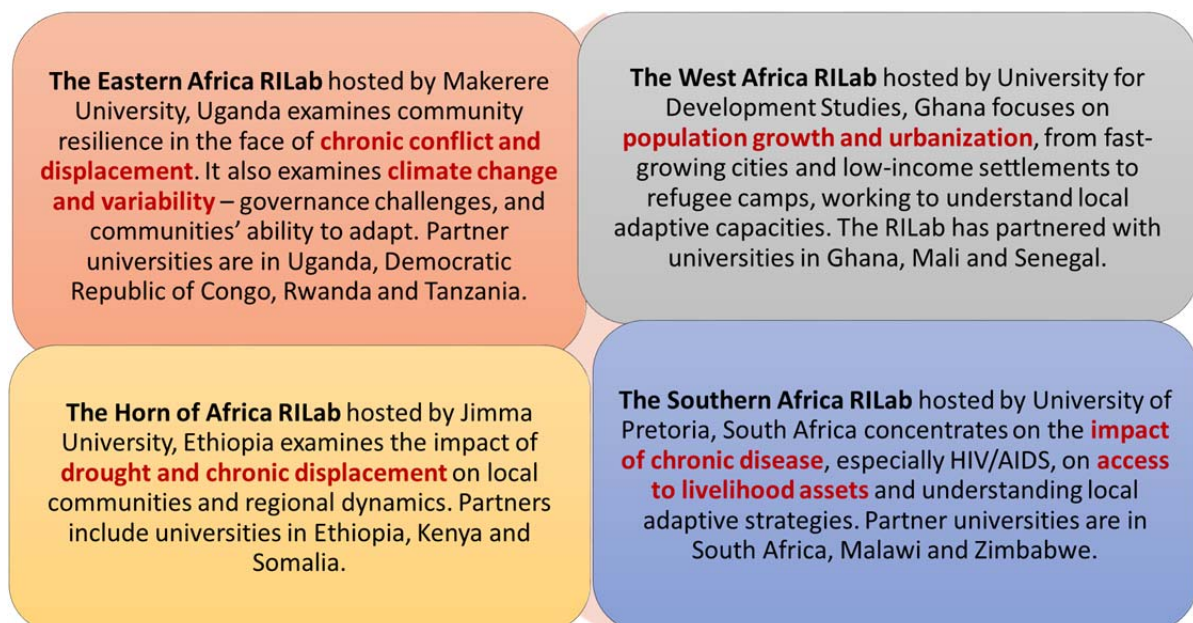 The Eastern Africa RILab hosted by Makerere
University, Uganda examines community
resilience in the face of chronic conflict and
displacement. It also examines climate change
and variability – governance challenges, and
communities’ ability to adapt. Partner
universities are in Uganda, Democratic
Republic of Congo, Rwanda and Tanzania.
The West Africa RILab hosted by University for
Development Studies, Ghana focuses on
population growth and urbanization, from fast-
growing cities and low-income settlements to
refugee camps, working to understand local
adaptive capacities. The RILab has partnered with
universities in Ghana, Mali and Senegal.
The Horn of Africa RILab hosted by Jimma
University, Ethiopia examines the impact of
drought and chronic displacement on local
communities and regional dynamics. Partners
include universities in Ethiopia, Kenya and
Somalia.
The Southern Africa RILab hosted by University of
Pretoria, South Africa concentrates on the impact
of chronic disease, especially HIV/AIDS, on access
to livelihood assets and understanding local
adaptive strategies. Partner universities are in
South Africa, Malawi and Zimbabwe.